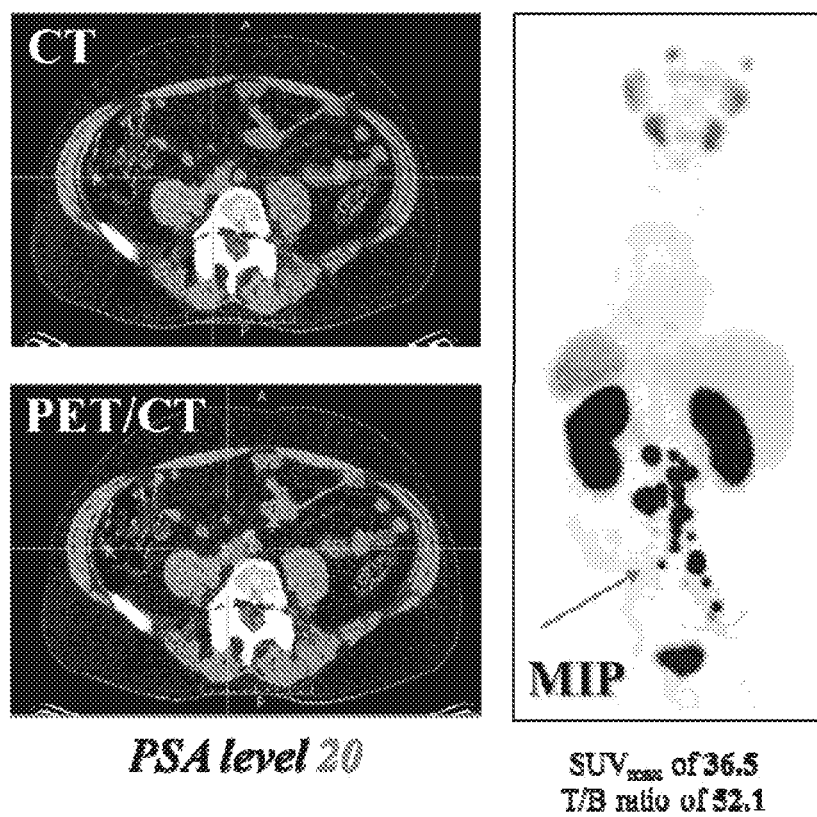 CT
A
PET/CT
A
MIP
PSA level 20
SUVmax of 36.5
T/B ratio of 52.1